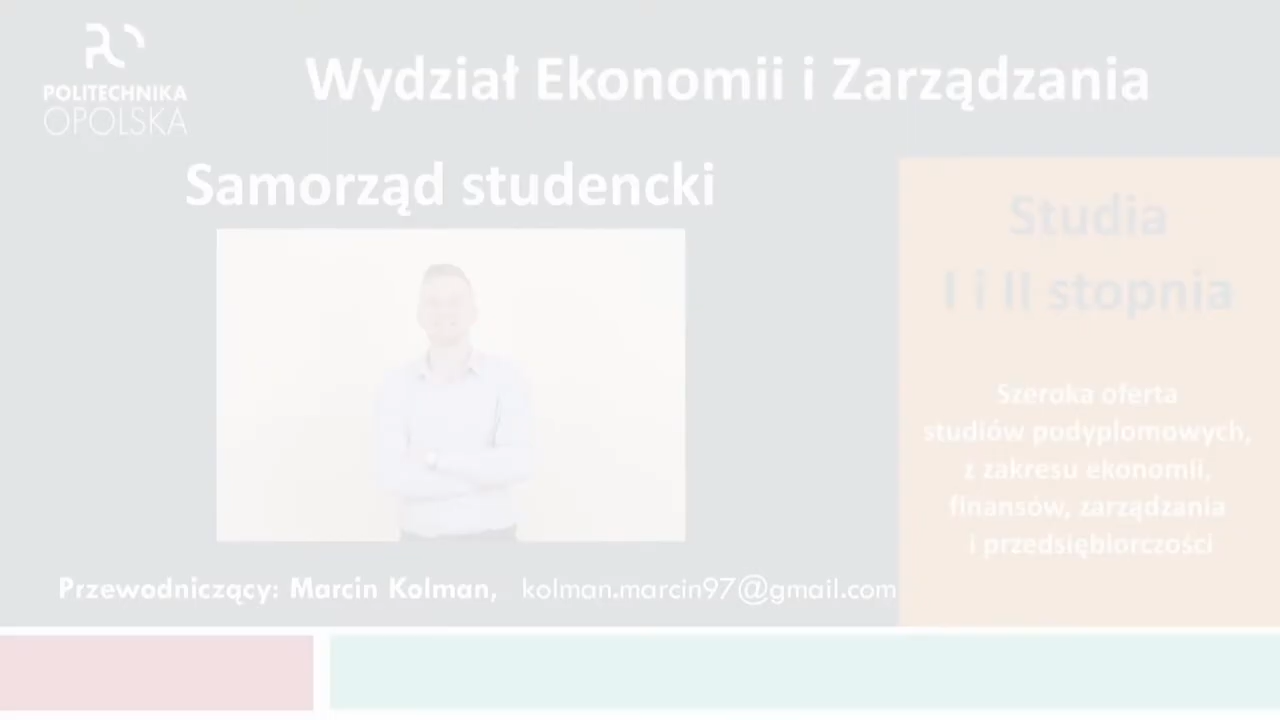 POLITECHNIKA
OPOLSKA
Wydział Ekonomii i Zarządzania
Samorząd studencki
Przewodniczący: Marcin Kolman, kolman.marcin97@gmail.com
Studia
I i II stopnia
Szeroka oferta
studiów podyplomowych,
z zakresu ekonomii,
finansów, zarządzania
i przedsiębiorczości